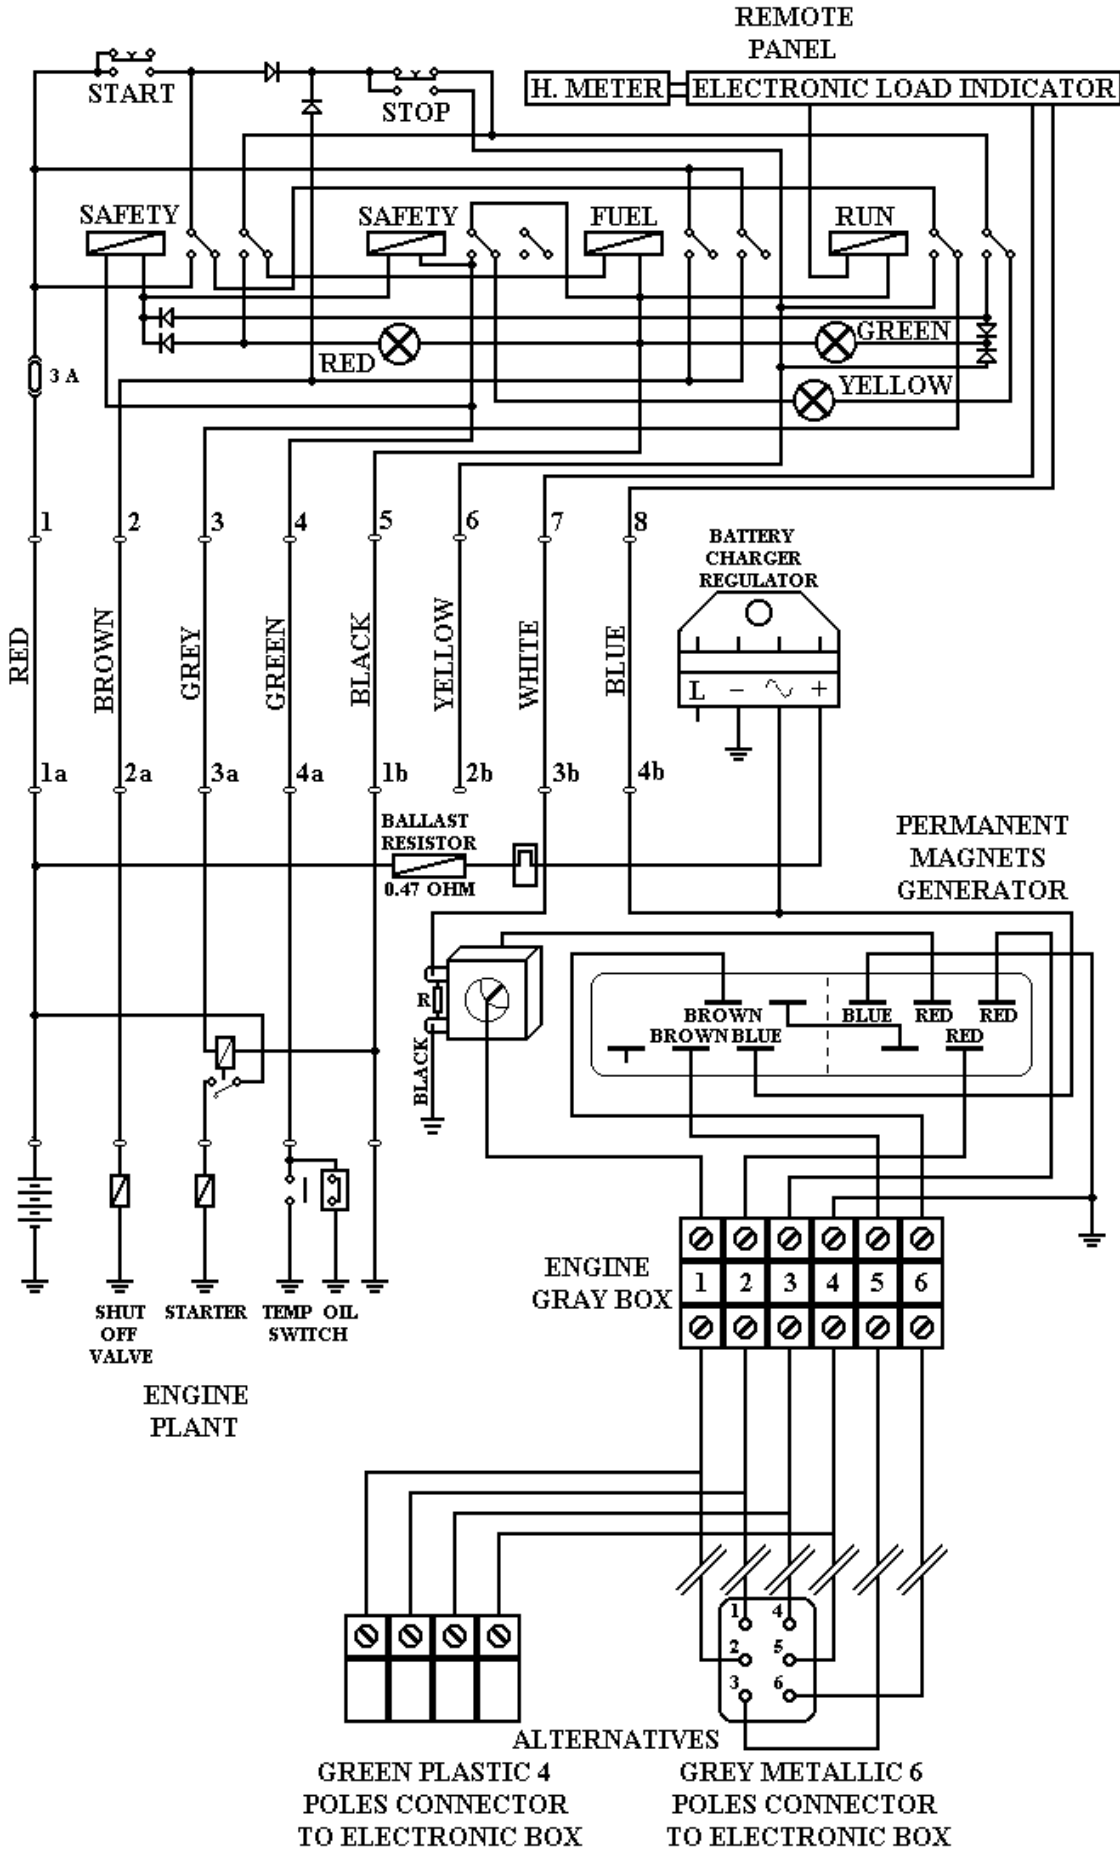 REMOTE
PANEL
START
STOP
H. METER
ELECTRONIC LOAD INDICATOR
SAFETY
SAFETY
FUEL
RUN
RED
GREEN
YELLOW
3 A
1
2
3
4
5
6
7
8
RED
BROWN
GREY
GREEN
BLACK
YELLOW
WHITE
BLUE
BATTERY
CHARGER
REGULATOR
L − +
1a
2a
3a
4a
1b
2b
3b
4b
BALLAST
RESISTOR
0.47 OHM
PERMANENT
MAGNETS
GENERATOR
R
BLACK
BROWN
BLUE
RED
RED
BROWN
BLUE
RED
ENGINE
GRAY BOX
1 2 3 4 5 6
SHUT
OFF
VALVE
STARTER
TEMP OIL
SWITCH
ENGINE
PLANT
1
4
2
5
3
6
ALTERNATIVES
GREEN PLASTIC 4
POLES CONNECTOR
TO ELECTRONIC BOX
GREY METALLIC 6
POLES CONNECTOR
TO ELECTRONIC BOX